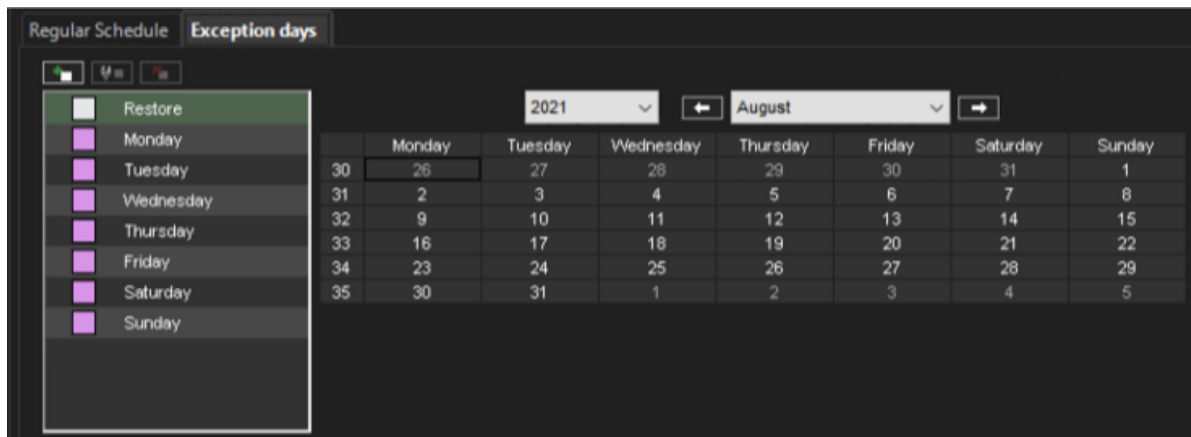 Regular Schedule Exception days
Restore
Monday
Tuesday
Wednesday
Thursday
Friday
Saturday
Sunday
2021 August
Monday Tuesday Wednesday Thursday Friday Saturday Sunday
30 26 27 28 29 30 31 1
31 2 3 4 5 6 7 8
32 9 10 11 12 13 14 15
33 16 17 18 19 20 21 22
34 23 24 25 26 27 28 29
35 30 31 1 2 3 4 5